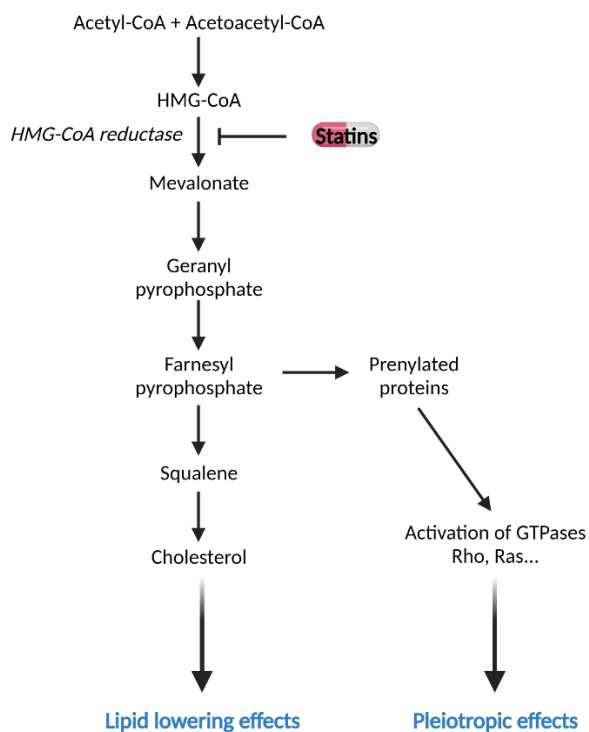 Acetyl-CoA + Acetoacetyl-CoA
HMG-CoA
HMG-CoA reductase
Statins
Mevalonate
Geranyl
pyrophosphate
Farnesyl
pyrophosphate
Prenylated
proteins
Squalene
Activation of GTPases
Rho, Ras...
Cholesterol
Lipid lowering effects
Pleiotropic effects